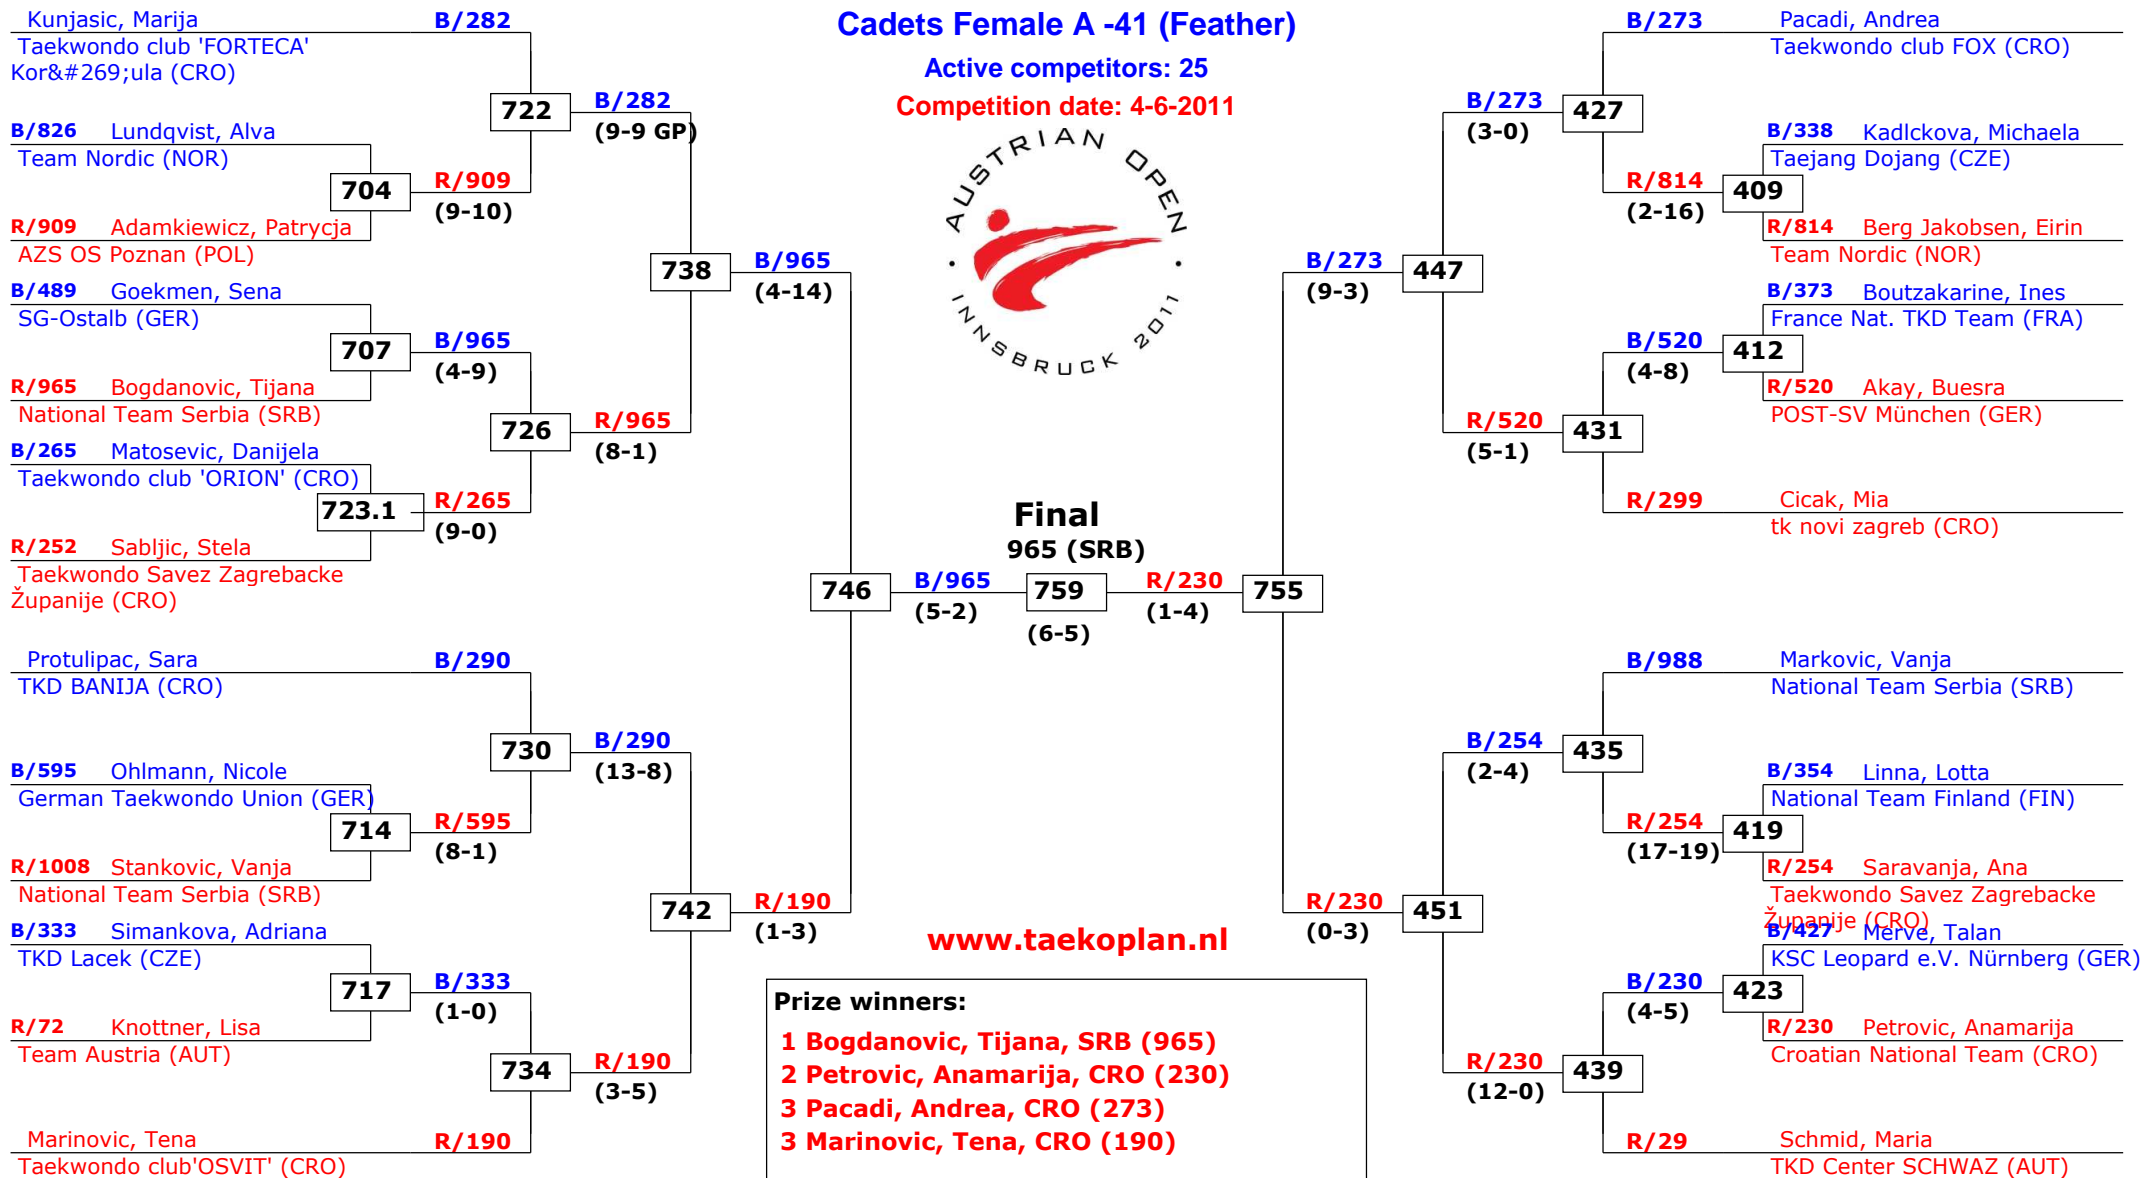 Cadets Female A -41 (Feather)
Active competitors: 25
Competition date: 4-6-2011
AUSTRIAN OPEN
· INNSBRUCK 2011 ·
Kunjasic, Marija B/282
Taekwondo club 'FORTECA'
Kor&#269;ula (CRO)
722
B/282
(9-9 GP)
B/826 Lundqvist, Alva
Team Nordic (NOR)
704
R/909
(9-10)
R/909 Adamkiewicz, Patrycja
AZS OS Poznan (POL)
738
B/965
(4-14)
B/489 Goekmen, Sena
SG-Ostalb (GER)
707
B/965
(4-9)
R/965 Bogdanovic, Tijana
National Team Serbia (SRB)
726
R/965
(8-1)
B/265 Matosevic, Danijela
Taekwondo club 'ORION' (CRO)
723.1
R/265
(9-0)
R/252 Sabljic, Stela
Taekwondo Savez Zagrebacke
Županije (CRO)
746
B/965
(5-2)
Protulipac, Sara B/290
TKD BANIJA (CRO)
730
B/290
(13-8)
B/595 Ohlmann, Nicole
German Taekwondo Union (GER)
714
R/595
(8-1)
R/1008 Stankovic, Vanja
National Team Serbia (SRB)
742
R/190
(1-3)
B/333 Simankova, Adriana
TKD Lacek (CZE)
717
B/333
(1-0)
R/72 Knottner, Lisa
Team Austria (AUT)
734
R/190
(3-5)
Marinovic, Tena R/190
Taekwondo club'OSVIT' (CRO)
Final
965 (SRB)
759
(6-5)
R/230
(1-4)
755
B/273 Pacadi, Andrea
Taekwondo club FOX (CRO)
B/273
(3-0)
427
B/338 Kadlckova, Michaela
Taejang Dojang (CZE)
R/814
(2-16)
409
R/814 Berg Jakobsen, Eirin
Team Nordic (NOR)
B/273
(9-3)
447
B/373 Boutzakarine, Ines
France Nat. TKD Team (FRA)
B/520
(4-8)
412
R/520 Akay, Buesra
POST-SV München (GER)
R/520
(5-1)
431
R/299 Cicak, Mia
tk novi zagreb (CRO)
B/988 Markovic, Vanja
National Team Serbia (SRB)
B/254
(2-4)
435
B/354 Linna, Lotta
National Team Finland (FIN)
R/254
(17-19)
419
R/254 Saravanja, Ana
Taekwondo Savez Zagrebacke
Županije (CRO)
R/230
(0-3)
451
B/427 Merve, Talan
KSC Leopard e.V. Nürnberg (GER)
B/230
(4-5)
423
R/230 Petrovic, Anamarija
Croatian National Team (CRO)
R/230
(12-0)
439
R/29 Schmid, Maria
TKD Center SCHWAZ (AUT)
www.taekoplan.nl
Prize winners:
1 Bogdanovic, Tijana, SRB (965)
2 Petrovic, Anamarija, CRO (230)
3 Pacadi, Andrea, CRO (273)
3 Marinovic, Tena, CRO (190)